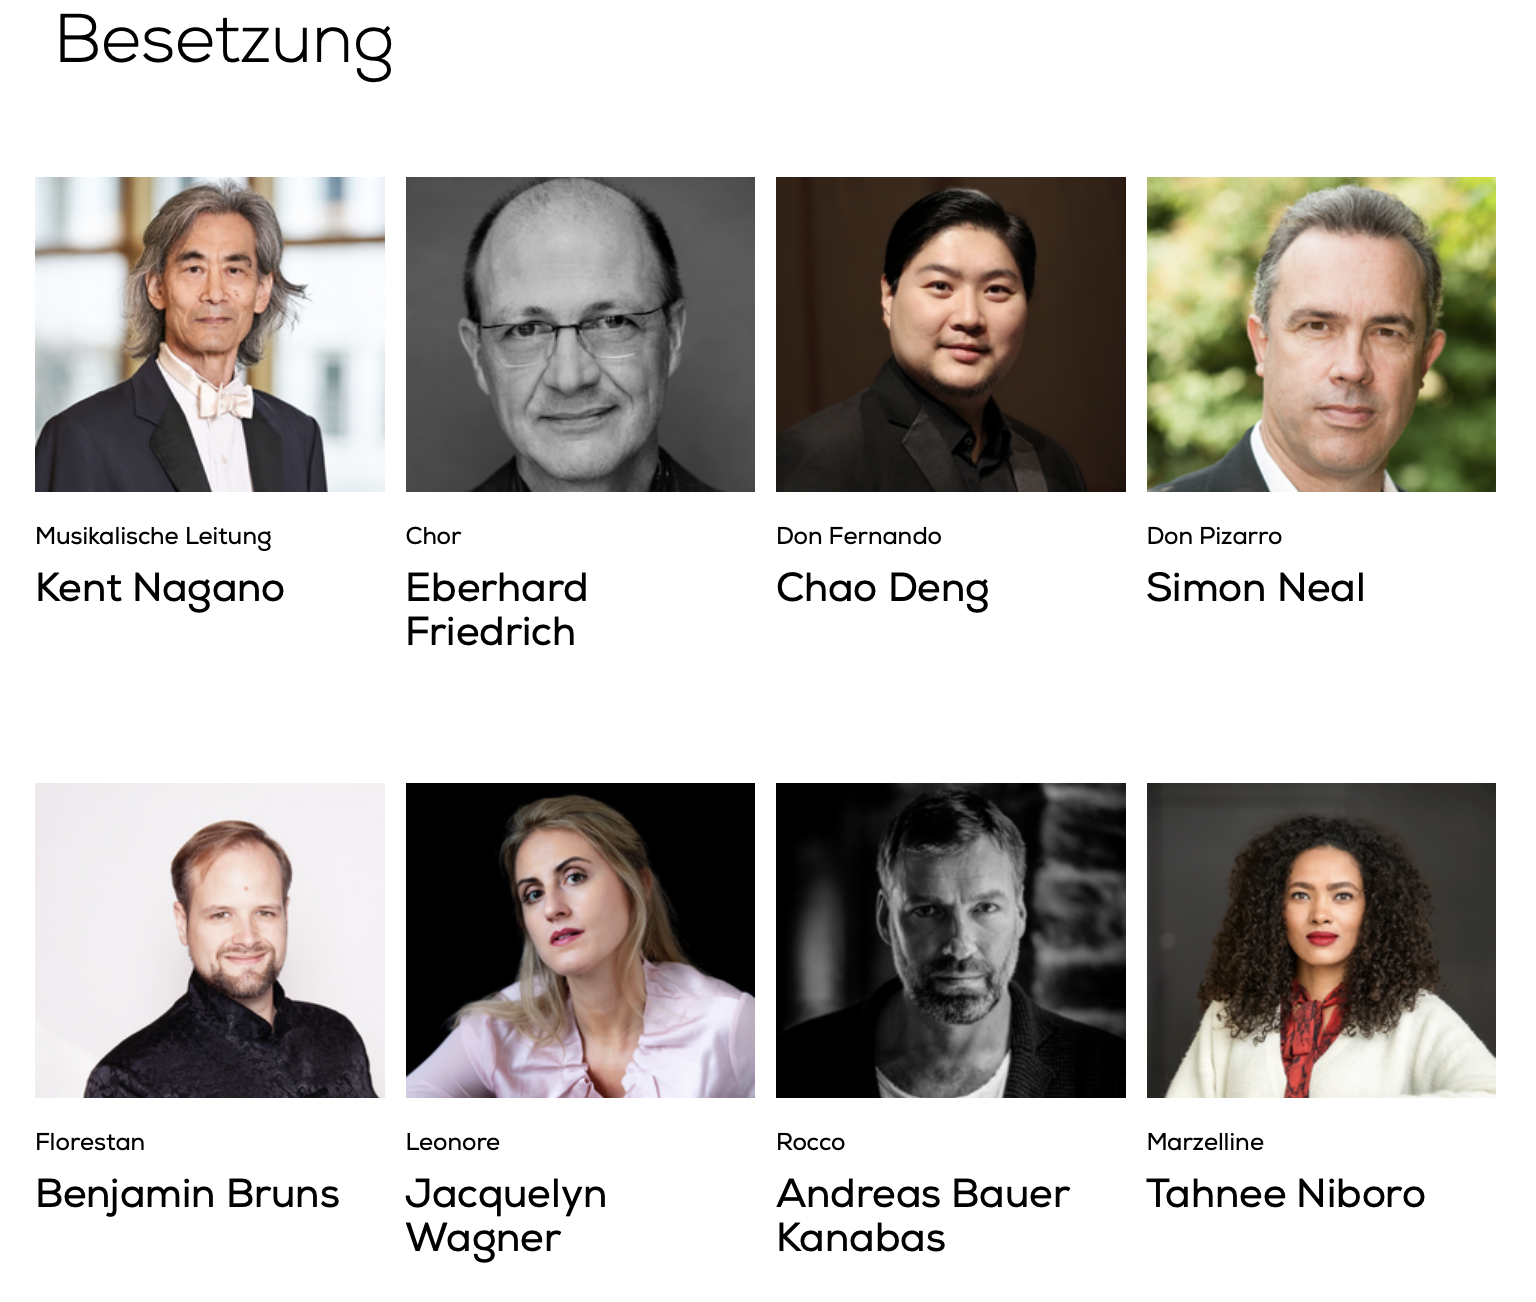 Besetzung
Musikalische Leitung
Kent Nagano
Chor
Eberhard
Friedrich
Don Fernando
Chao Deng
Don Pizarro
Simon Neal
Florestan
Benjamin Bruns
Leonore
Jacquelyn
Wagner
Rocco
Andreas Bauer
Kanabas
Marzelline
Tahnee Niboro